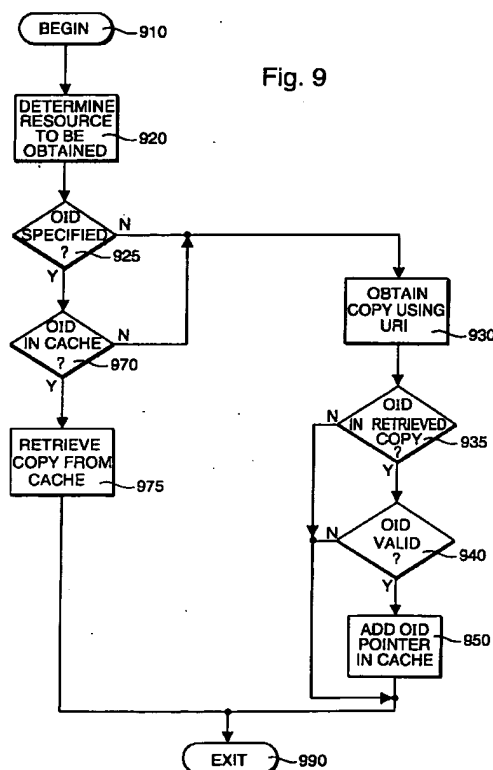 BEGIN
910
Fig. 9
DETERMINE
RESOURCE
TO BE
OBTAINED
920
OID
SPECIFIED
?
925
N
Y
OID
IN CACHE
?
970
N
Y
RETRIEVE
COPY FROM
CACHE
975
OBTAIN
COPY USING
URI
930
OID
IN RETRIEVED
COPY
?
935
N
Y
OID
VALID
?
940
N
Y
ADD OID
POINTER
IN CACHE
950
EXIT
990